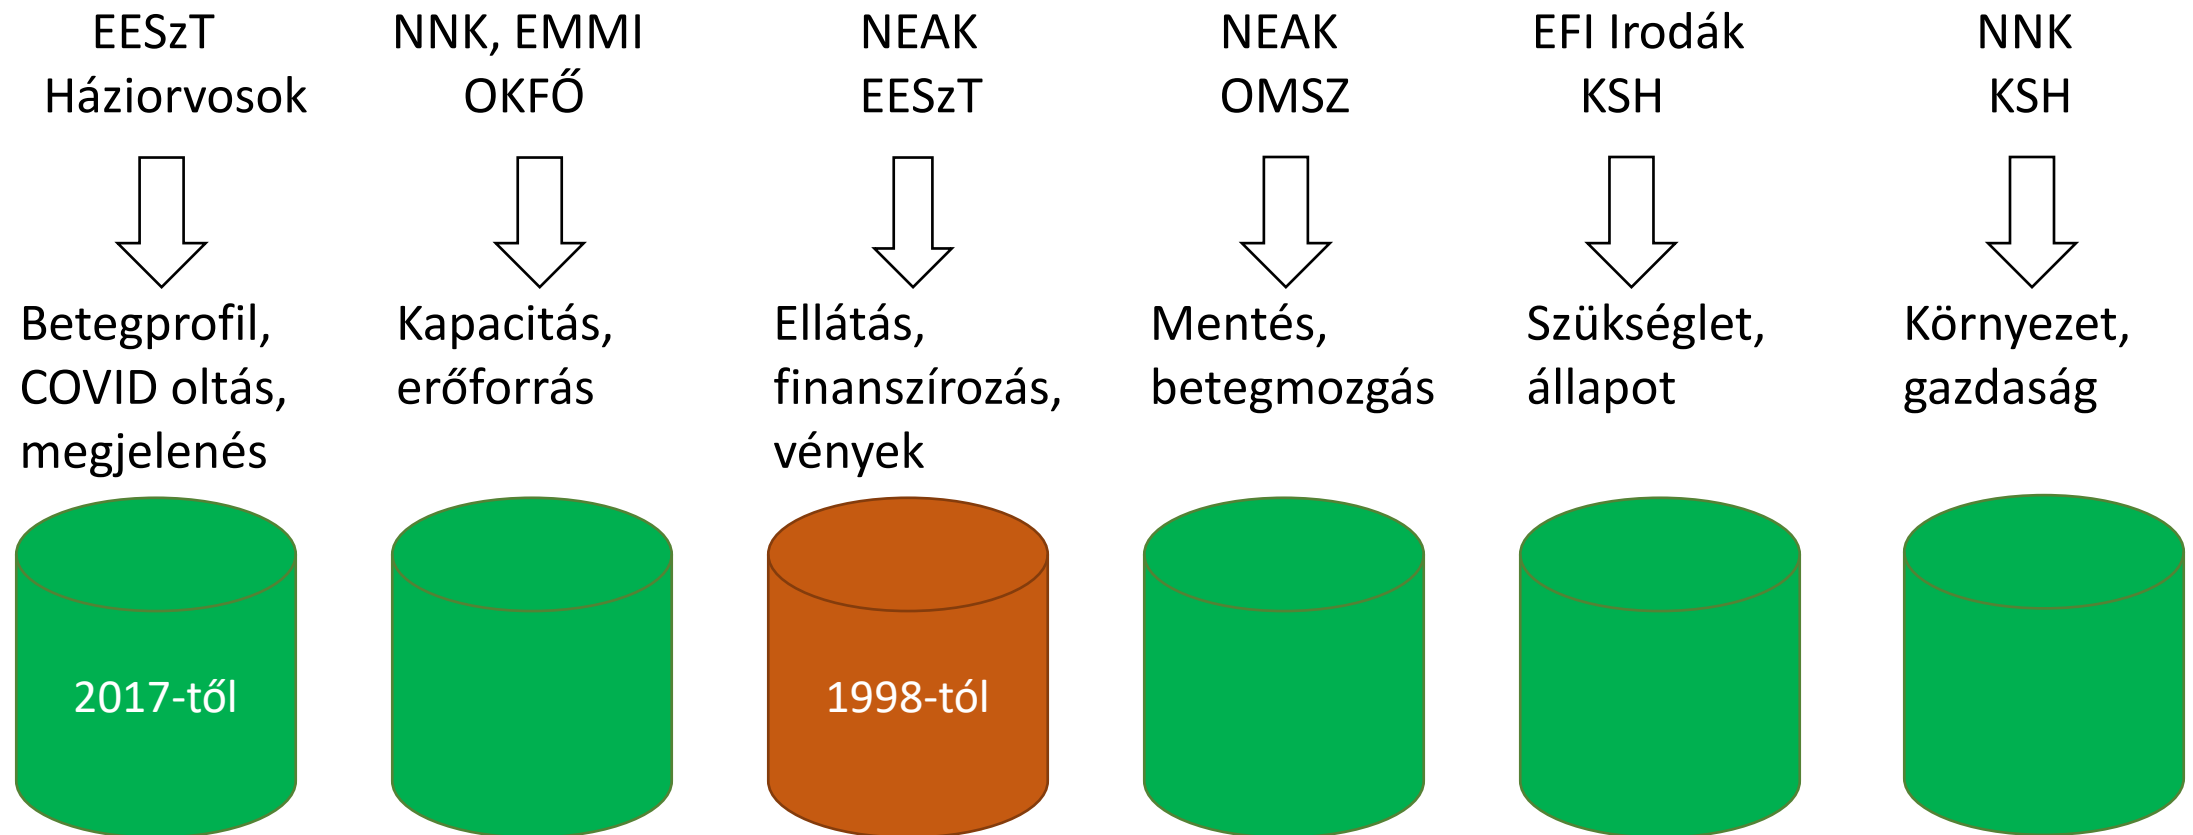 EESzT
Háziorvosok
NNK, EMMI
OKFŐ
NEAK
EESzT
NEAK
OMSZ
EFI Irodák
KSH
NNK
KSH
Betegprofil,
COVID oltás,
megjelenés
Kapacitás,
erőforrás
Ellátás,
finanszírozás,
vények
Mentés,
betegmozgás
Szükséglet,
állapot
Környezet,
gazdaság
2017-től
1998-tól